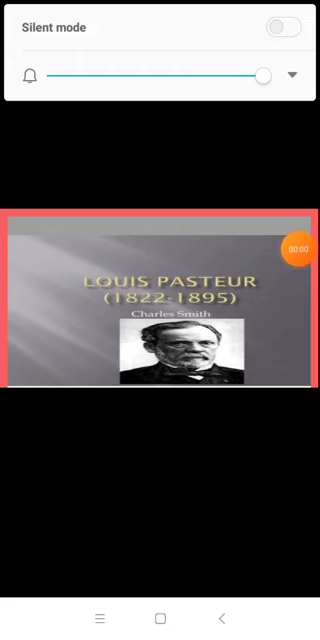 Silent mode
00:00
LOUIS PASTEUR
(1822-1895)
Charles Smith